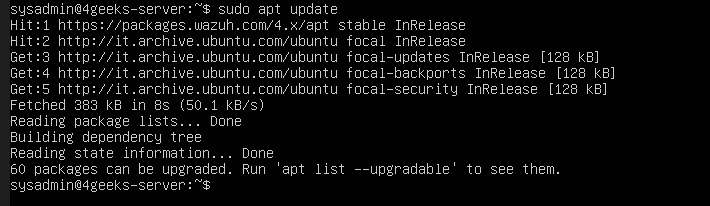 sysadmin@4geeks-server:~$ sudo apt update
Hit:1 https://packages.wazuh.com/4.x/apt stable InRelease
Hit:2 http://it.archive.ubuntu.com/ubuntu focal InRelease
Get:3 http://it.archive.ubuntu.com/ubuntu focal-updates InRelease [128 kB]
Get:4 http://it.archive.ubuntu.com/ubuntu focal-backports InRelease [128 kB]
Get:5 http://it.archive.ubuntu.com/ubuntu focal-security InRelease [128 kB]
Fetched 383 kB in 8s (50.1 kB/s)
Reading package lists... Done
Building dependency tree
Reading state information... Done
60 packages can be upgraded. Run 'apt list --upgradable' to see them.
sysadmin@4geeks-server:~$